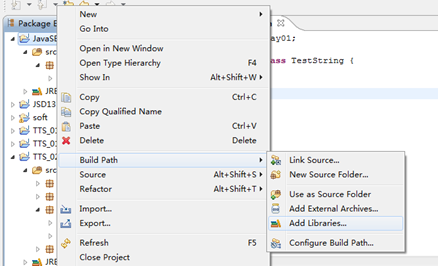 Package E
JavaSE
src
JRE
JSD13
soft
TTS_01
TTS_0
TTS_02
src
JRE
ay01;
ass TestString {
New
Go Into
Open in New Window
Open Type Hierarchy F4
Show In Alt+Shift+W
Copy Ctrl+C
Copy Qualified Name
Paste Ctrl+V
Delete Delete
Build Path
Source Alt+Shift+S
Refactor Alt+Shift+T
Import...
Export...
Refresh F5
Close Project
Link Source...
New Source Folder...
Use as Source Folder
Add External Archives...
Add Libraries...
Configure Build Path...